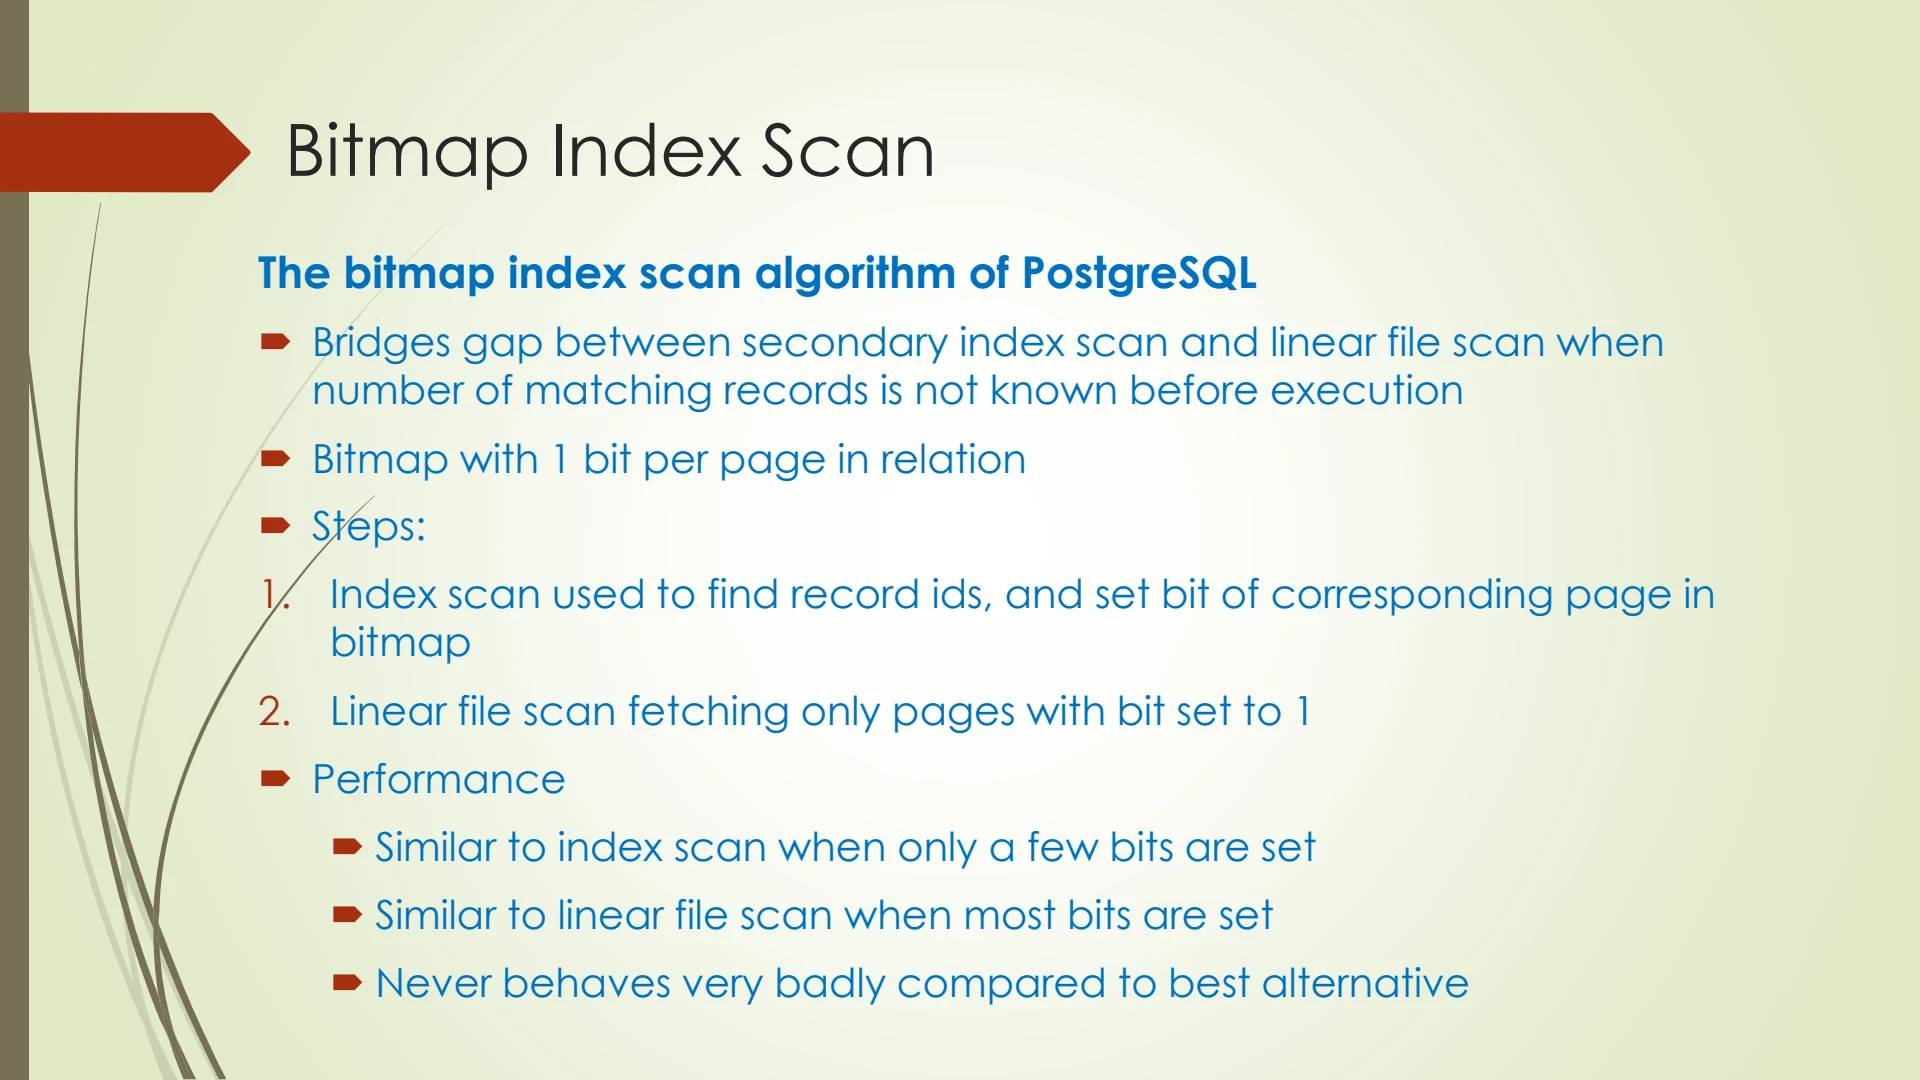 Bitmap Index Scan
The bitmap index scan algorithm of PostgreSQL
Bridges gap between secondary index scan and linear file scan when
number of matching records is not known before execution
Bitmap with 1 bit per page in relation
Steps:
1. Index scan used to find record ids, and set bit of corresponding page in
bitmap
2. Linear file scan fetching only pages with bit set to 1
Performance
Similar to index scan when only a few bits are set
Similar to linear file scan when most bits are set
Never behaves very badly compared to best alternative